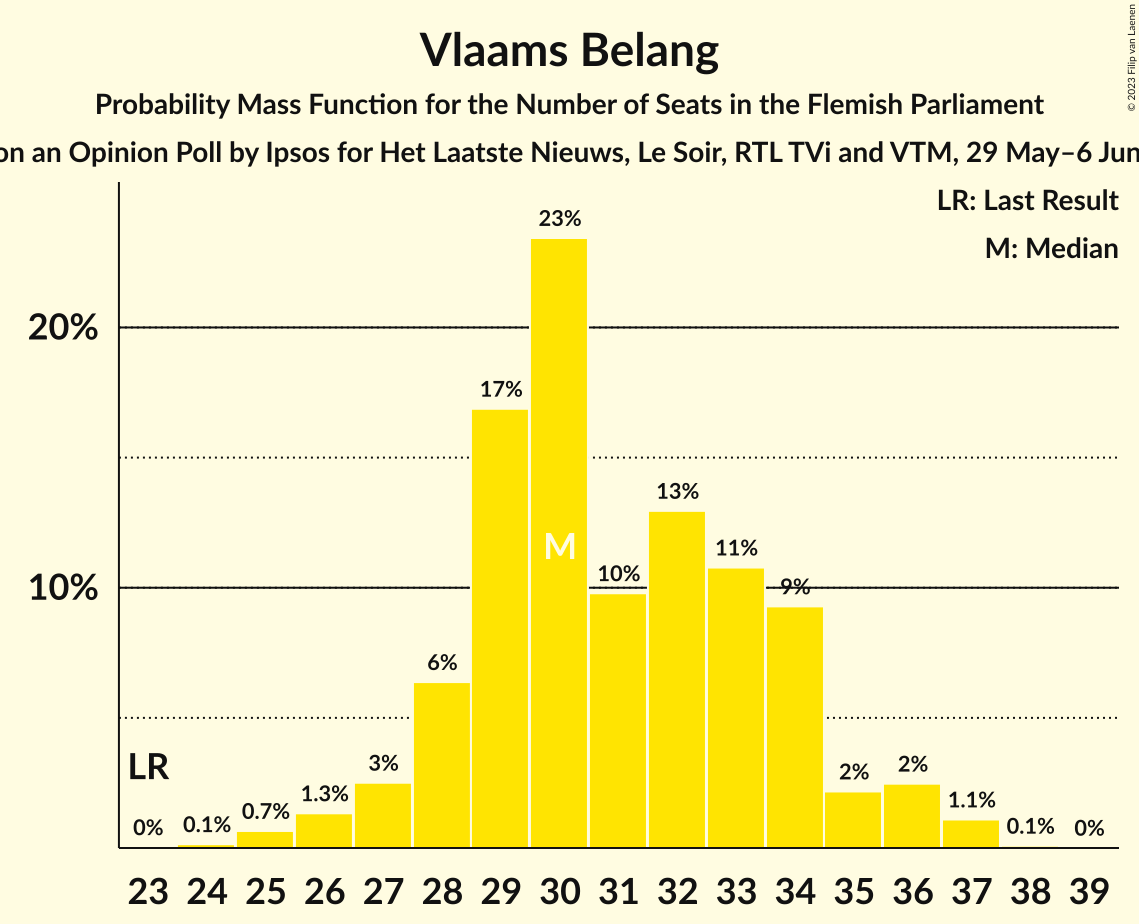 Vlaams Belang
Probability Mass Function for the Number of Seats in the Flemish Parliament
on an Opinion Poll by Ipsos for Het Laatste Nieuws, Le Soir, RTL TVi and VTM, 29 May–6 Jun
© 2023 Filip van Laenen
LR: Last Result
M: Median
23%
20%
17%
13%
M
11%
10%
10%
9%
6%
LR
3%
2%
2%
1.3%
1.1%
0.7%
0.1%
0%
0.1%
0%
23 24 25 26 27 28 29 30 31 32 33 34 35 36 37 38 39